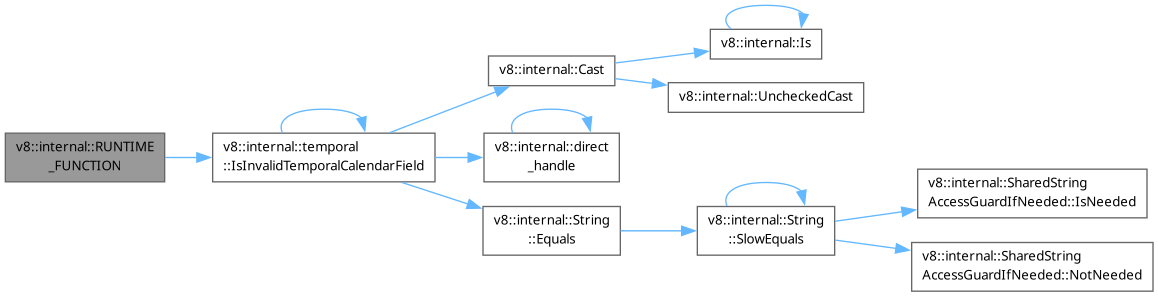 v8::internal::RUNTIME
_FUNCTION
v8::internal::temporal
::IsInvalidTemporalCalendarField
v8::internal::Cast
v8::internal::Is
v8::internal::UncheckedCast
v8::internal::direct
_handle
v8::internal::String
::Equals
v8::internal::String
::SlowEquals
v8::internal::SharedString
AccessGuardIfNeeded::IsNeeded
v8::internal::SharedString
AccessGuardIfNeeded::NotNeeded